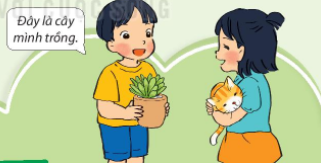 Đây là cây
mình trồng.